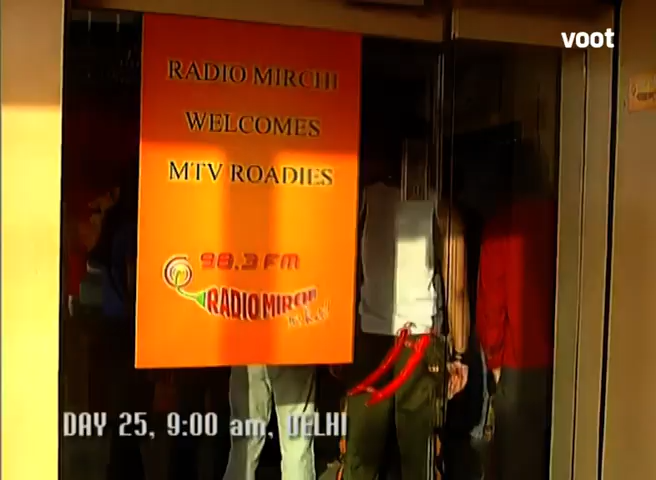 voot
RADIO MIRCHI
WELCOMES
MTV ROADIES
98.3 FM
RADIO MIRCHI
DAY 25, 9:00 am, DELHI